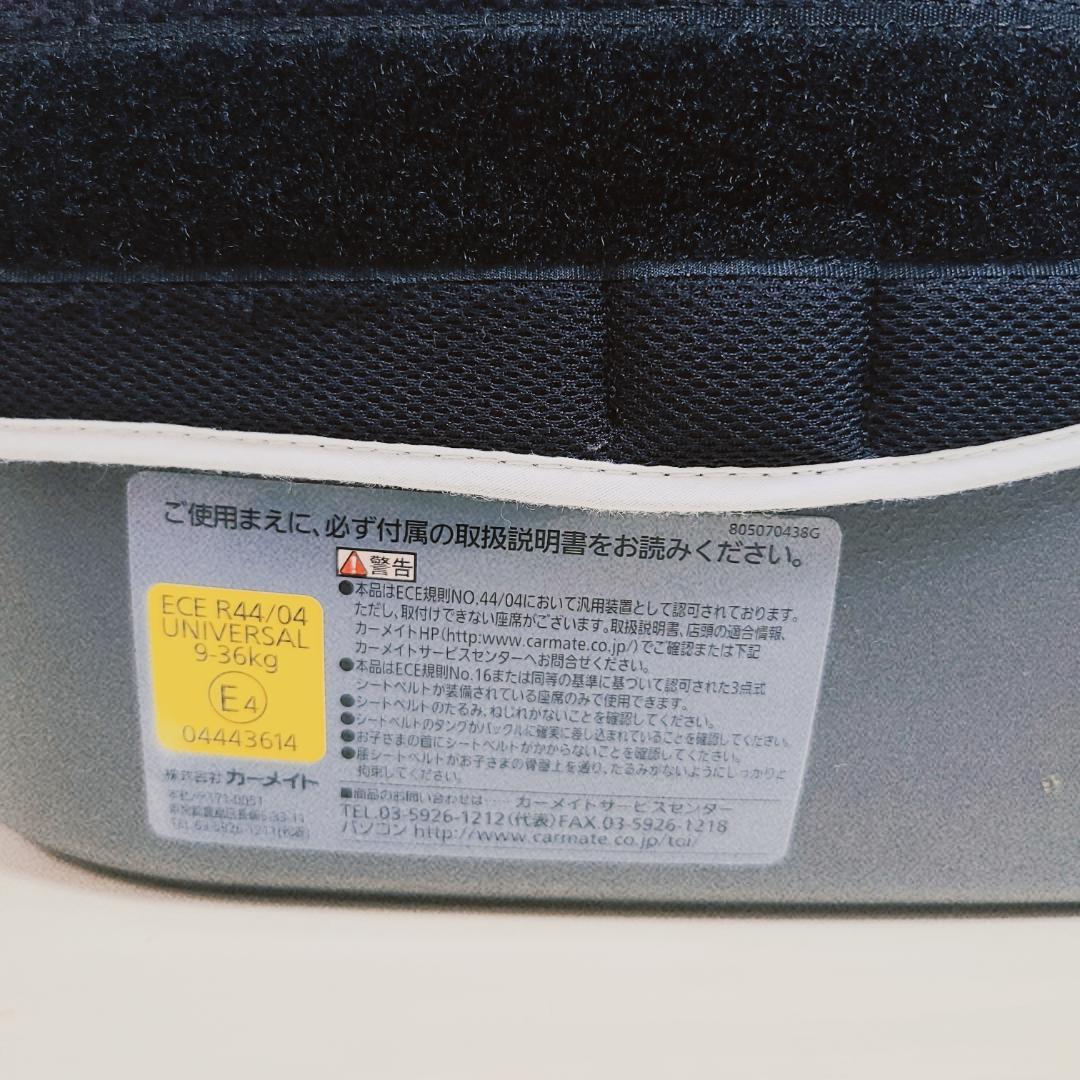 ご使用まえに、必ず付属の取扱説明書をお読みください。
805070438G
警告
ECE R44/04
UNIVERSAL
9-36kg
E4
04443614
株式会社 カーメイト
●本品はECE規則NO.44/04において汎用装置として認可されております。
ただし、取付けできない座席がございます。取扱説明書、店頭の適合情報、
カーメイトHP(http:www.carmate.co.jp/)でご確認または下記
カーメイトサービスセンターへお問合せください。
●本品はECE規則No.16または同等の基準に基づいて認可された3点式
シートベルトが装備されている座席のみで使用できます。
●シートベルトのたるみ、ねじれがないことを確認してください。
●シートベルトのタングがバックルに確実に差し込まれていることを確認してください。
●お子さまの首にシートベルトがかからないことを確認してください。
●腰シートベルトがお子さまの骨盤上を通り、たるみがないようにしっかりと
拘束してください。
■商品のお問い合わせは…… カーメイトサービスセンター
TEL.03-5926-1212(代表)FAX.03-5926-1218
パソコン http://www.carmate.co.jp/